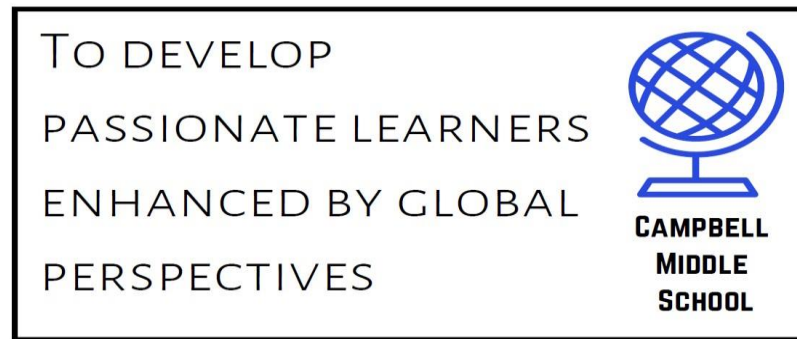 To develop
passionate learners
enhanced by global
perspectives
Campbell
Middle
School